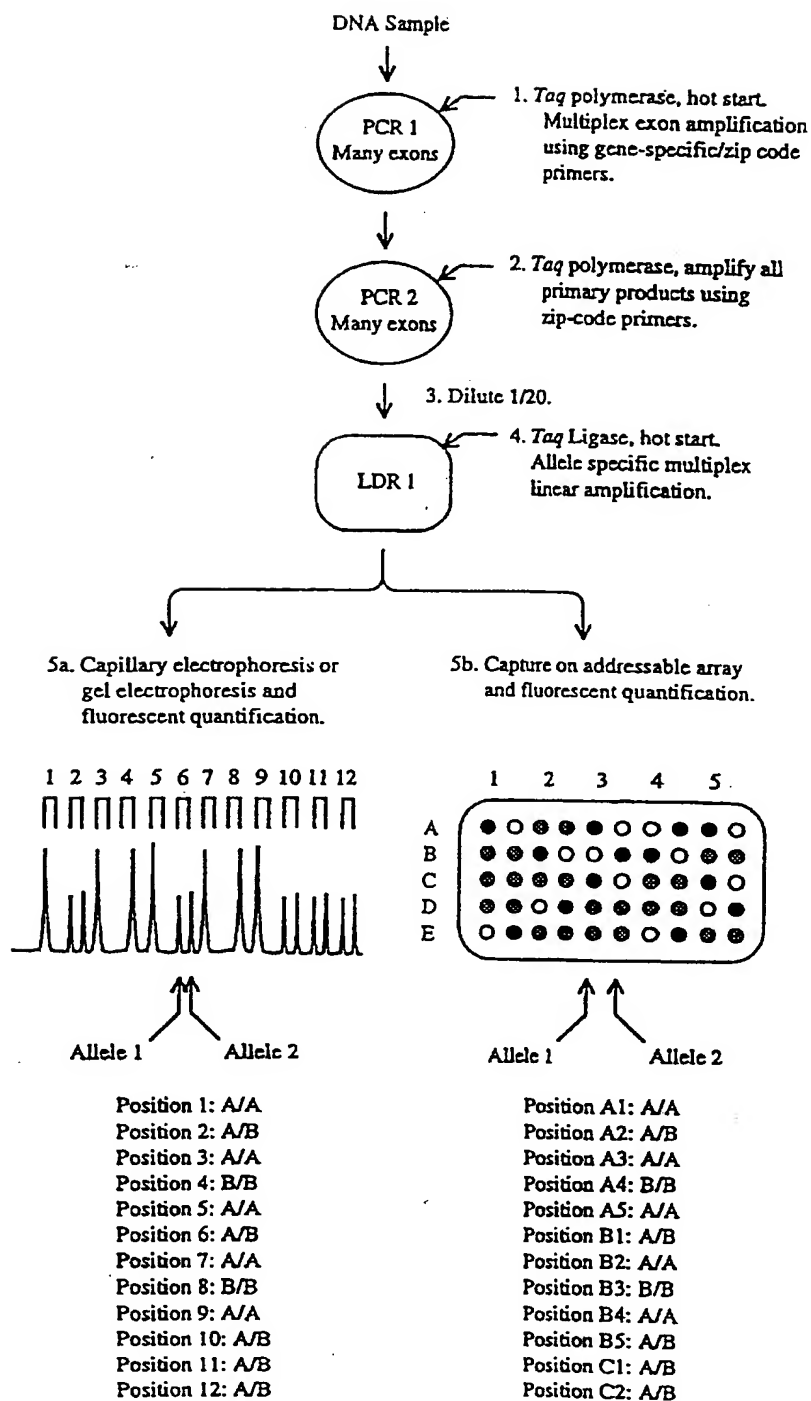 DNA Sample
PCR 1
Many exons
1. Taq polymerase, hot start.
Multiplex exon amplification
using gene-specific/zip code
primers.
PCR 2
Many exons
2. Taq polymerase, amplify all
primary products using
zip-code primers.
3. Dilute 1/20.
LDR 1
4. Taq Ligase, hot start.
Allele specific multiplex
linear amplification.
5a. Capillary electrophoresis or
gel electrophoresis and
fluorescent quantification.
5b. Capture on addressable array
and fluorescent quantification.
1 2 3 4 5 6 7 8 9 10 11 12
1 2 3 4 5
A
B
C
D
E
Allele 1 Allele 2
Allele 1 Allele 2
Position 1: A/A
Position 2: A/B
Position 3: A/A
Position 4: B/B
Position 5: A/A
Position 6: A/B
Position 7: A/A
Position 8: B/B
Position 9: A/A
Position 10: A/B
Position 11: A/B
Position 12: A/B
Position A1: A/A
Position A2: A/B
Position A3: A/A
Position A4: B/B
Position A5: A/A
Position B1: A/B
Position B2: A/A
Position B3: B/B
Position B4: A/A
Position B5: A/B
Position C1: A/B
Position C2: A/B